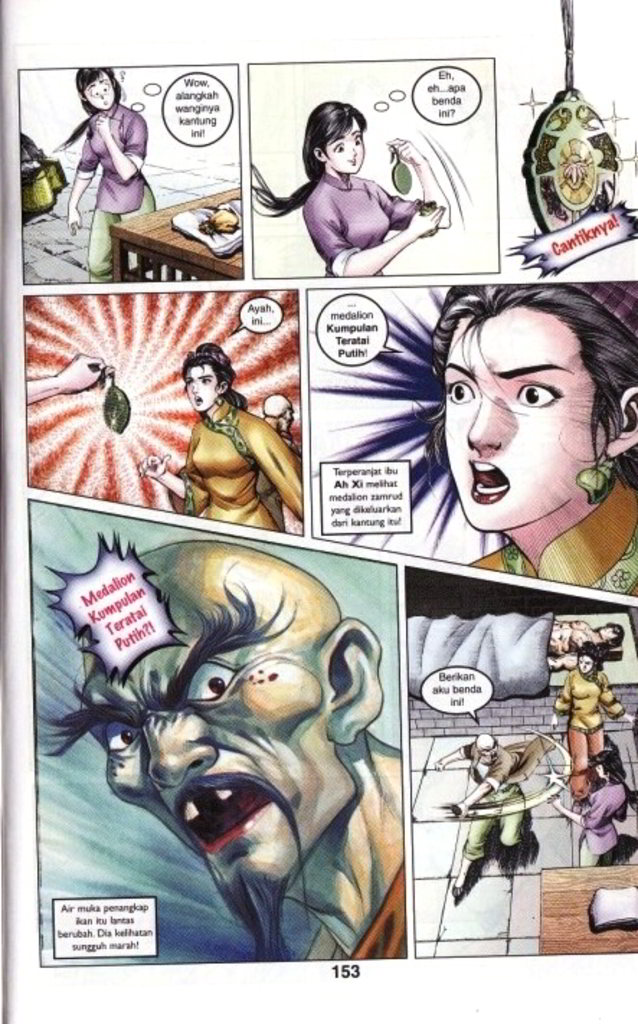 Wow,
alangkah
wanginya
kantung
ini!
Eh,
eh...apa
benda
ini?
Cantiknya!
Ayah,
ini...
...
medalion
Kumpulan
Teratai
Putih!
Terperanjat ibu
Ah Xi melihat
medalion zamrud
yang dikeluarkan
dari kantung itu!
Medalion
Kumpulan
Teratai
Putih?!
Air muka penangkap
ikan itu lantas
berubah. Dia kelihatan
sungguh marah!
Berikan
aku benda
ini!
153